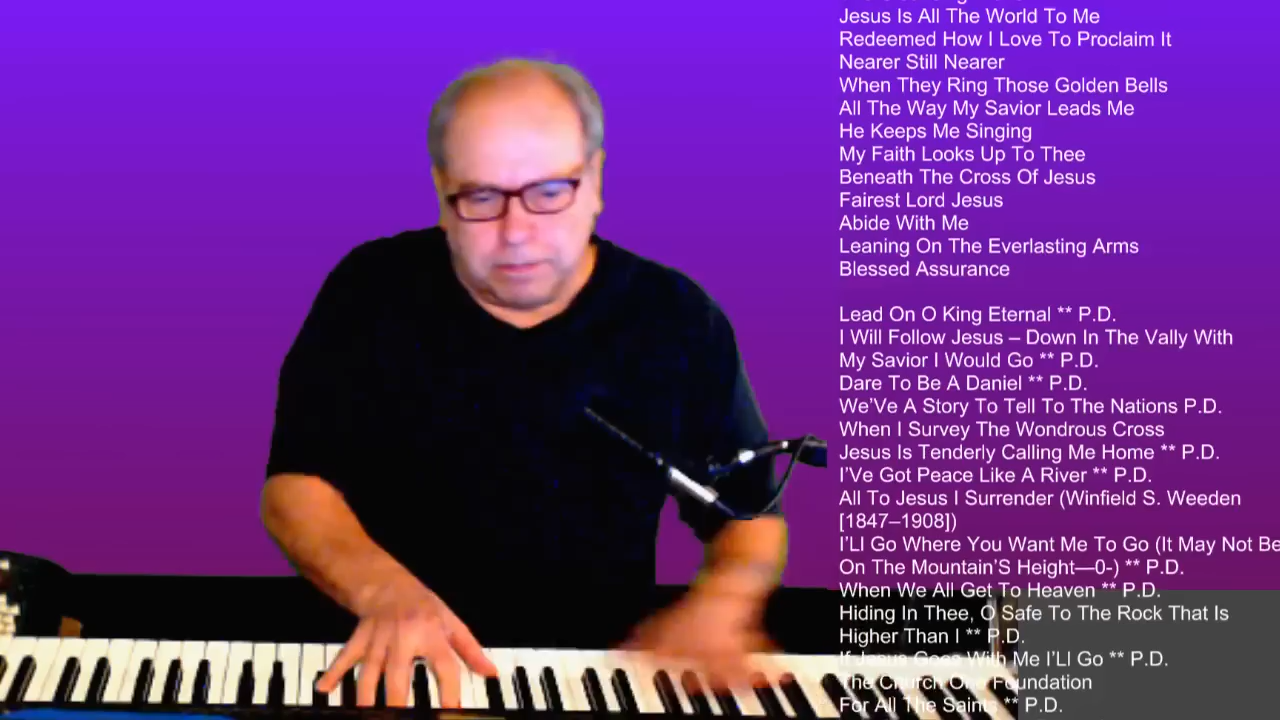 Jesus Is All The World To Me
Redeemed How I Love To Proclaim It
Nearer Still Nearer
When They Ring Those Golden Bells
All The Way My Savior Leads Me
He Keeps Me Singing
My Faith Looks Up To Thee
Beneath The Cross Of Jesus
Fairest Lord Jesus
Abide With Me
Leaning On The Everlasting Arms
Blessed Assurance
Lead On O King Eternal ** P.D.
I Will Follow Jesus – Down In The Vally With
My Savior I Would Go ** P.D.
Dare To Be A Daniel ** P.D.
We'Ve A Story To Tell To The Nations P.D.
When I Survey The Wondrous Cross
Jesus Is Tenderly Calling Me Home ** P.D.
I'Ve Got Peace Like A River ** P.D.
All To Jesus I Surrender (Winfield S. Weeden
[1847–1908])
I'Ll Go Where You Want Me To Go (It May Not Be
On The Mountain'S Height—0-) ** P.D.
When We All Get To Heaven ** P.D.
Hiding In Thee, O Safe To The Rock That Is
Higher Than I ** P.D.
If Jesus Goes With Me I'Ll Go ** P.D.
The Church One Foundation
For All The Saints ** P.D.